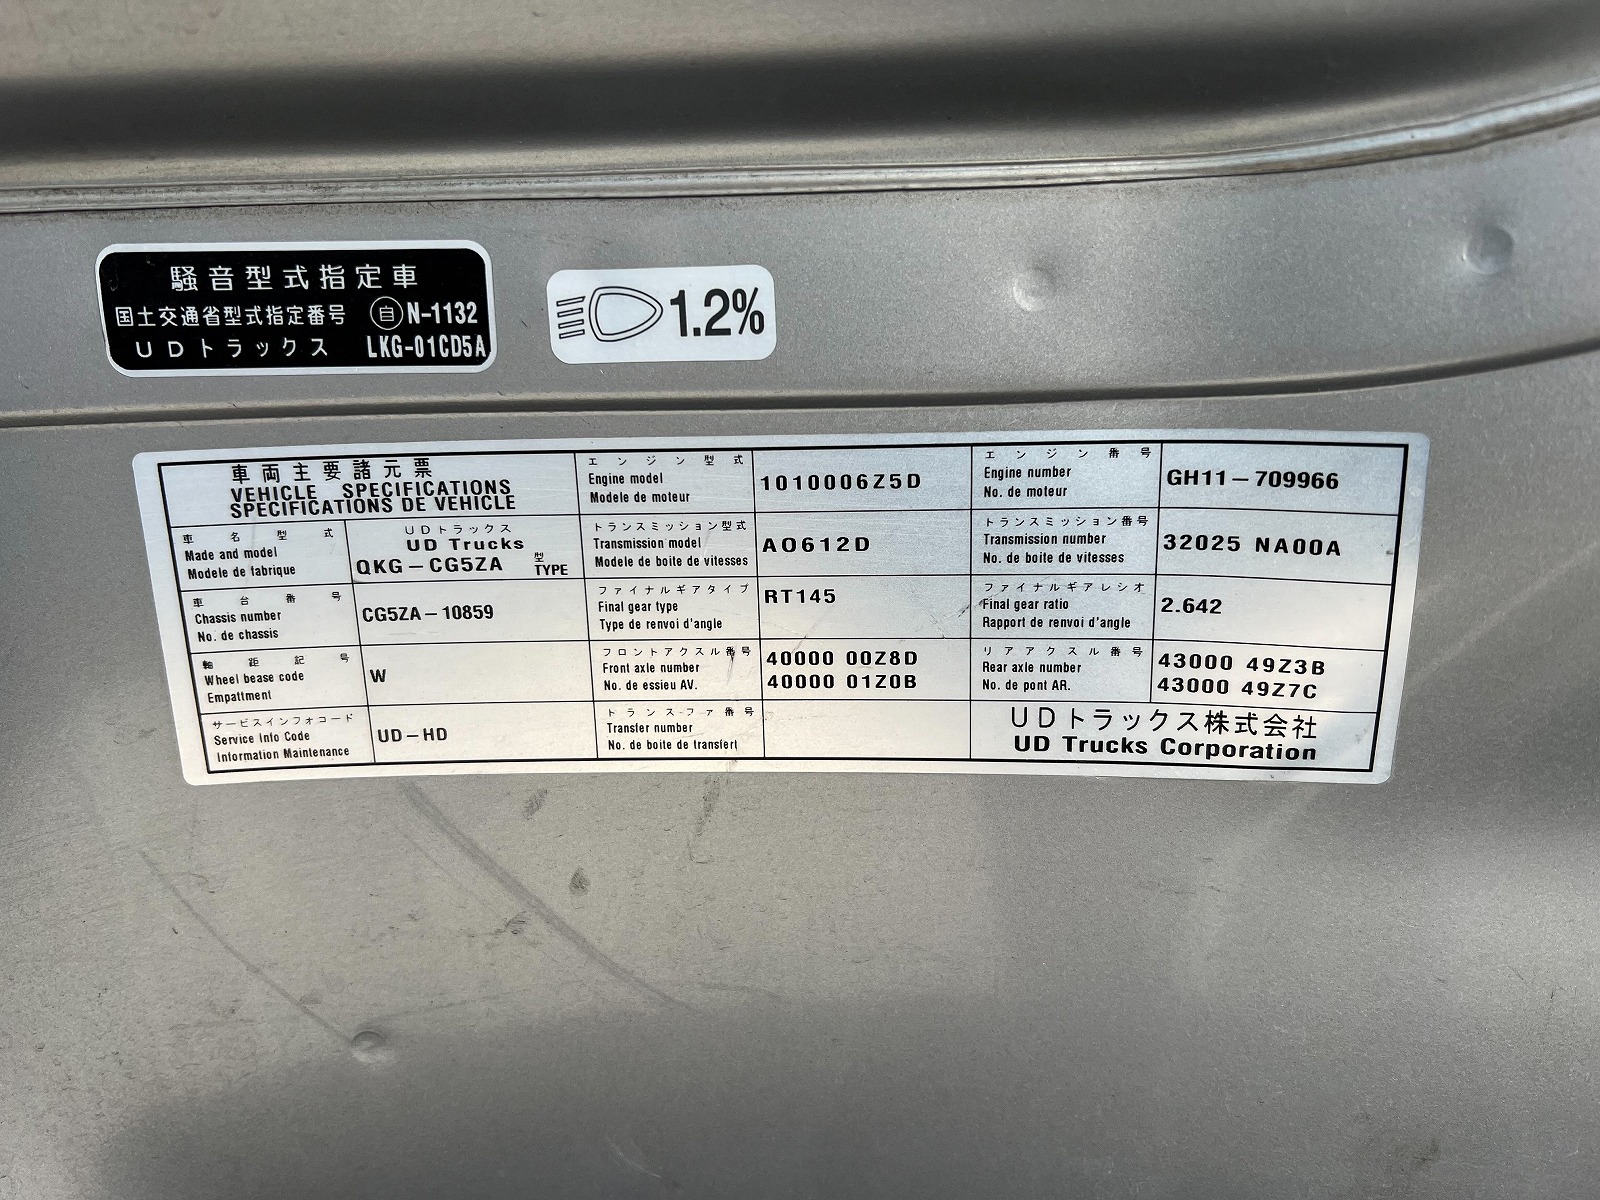 騒音型式指定車
国土交通省型式指定番号 自 N-1132
UDトラックス LKG-01CD5A
1.2%
車両主要諸元票
VEHICLE SPECIFICATIONS
SPECIFICATIONS DE VEHICLE
車名型式
Made and model
Modele de fabrique
UDトラックス
UD Trucks
QKG-CG5ZA 型 TYPE
車台番号
Chassis number
No. de chassis
CG5ZA-10859
軸距記号
Wheel bease code
Empattment
W
サービスインフォコード
Service Info Code
Information Maintenance
UD-HD
エンジン型式
Engine model
Modele de moteur
1010006Z5D
トランスミッション型式
Transmission model
Modele de boite de vitesses
AO612D
ファイナルギアタイプ
Final gear type
Type de renvoi d'angle
RT145
フロントアクスル番号
Front axle number
No. de essieu AV.
40000 00Z8D
40000 01Z0B
トランスファ番号
Transfer number
No. de boite de transfert
エンジン番号
Engine number
No. de moteur
GH11-709966
トランスミッション番号
Transmission number
No. de boite de vitesses
32025 NA00A
ファイナルギアレシオ
Final gear ratio
Rapport de renvoi d'angle
2.642
リアアクスル番号
Rear axle number
No. de pont AR.
43000 49Z3B
43000 49Z7C
UDトラックス株式会社
UD Trucks Corporation